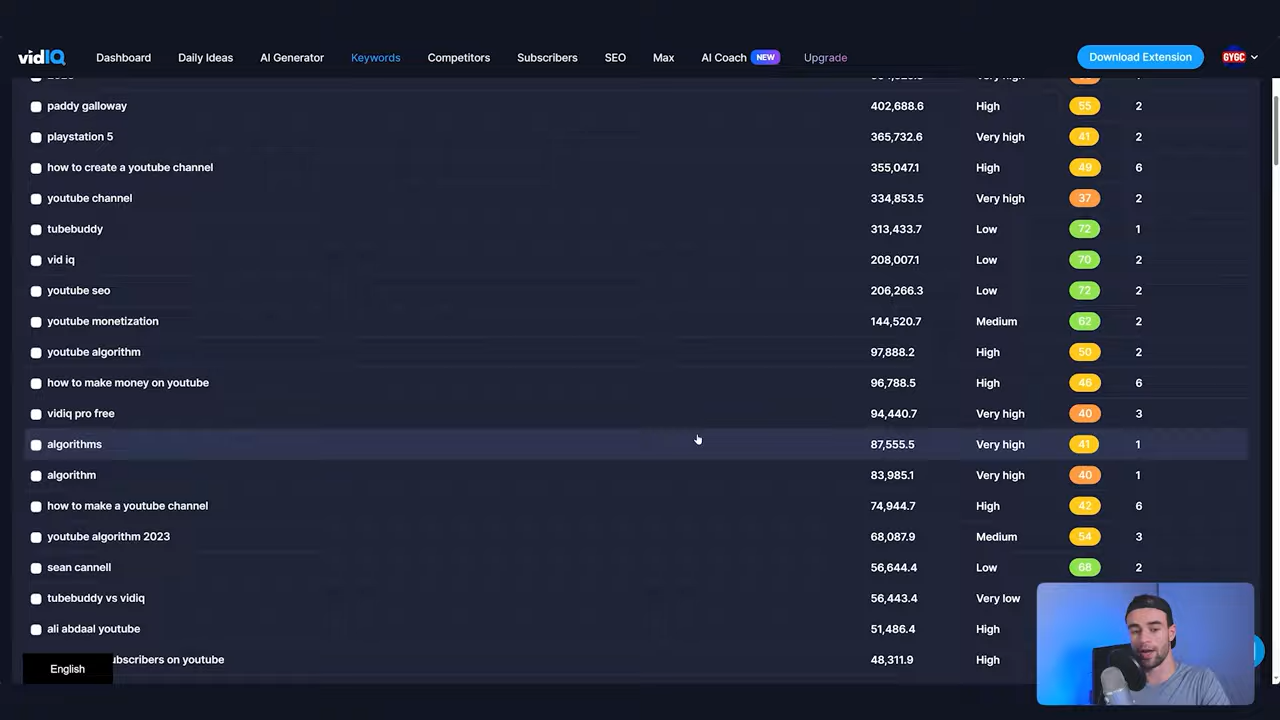 vidIQ Dashboard Daily Ideas AI Generator Keywords Competitors Subscribers SEO Max AI Coach NEW Upgrade Download Extension GYGC
paddy galloway 402,688.6 High 55 2
playstation 5 365,732.6 Very high 41 2
how to create a youtube channel 355,047.1 High 49 6
youtube channel 334,853.5 Very high 37 2
tubebuddy 313,433.7 Low 72 1
vid iq 208,007.1 Low 70 2
youtube seo 206,266.3 Low 72 2
youtube monetization 144,520.7 Medium 62 2
youtube algorithm 97,888.2 High 50 2
how to make money on youtube 96,788.5 High 46 6
vidiq pro free 94,440.7 Very high 40 3
algorithms 87,555.5 Very high 41 1
algorithm 83,985.1 Very high 40 1
how to make a youtube channel 74,944.7 High 42 6
youtube algorithm 2023 68,087.9 Medium 54 3
sean cannell 56,644.4 Low 68 2
tubebuddy vs vidiq 56,443.4 Very low
ali abdaal youtube 51,486.4 High
ubscribers on youtube 48,311.9 High
English